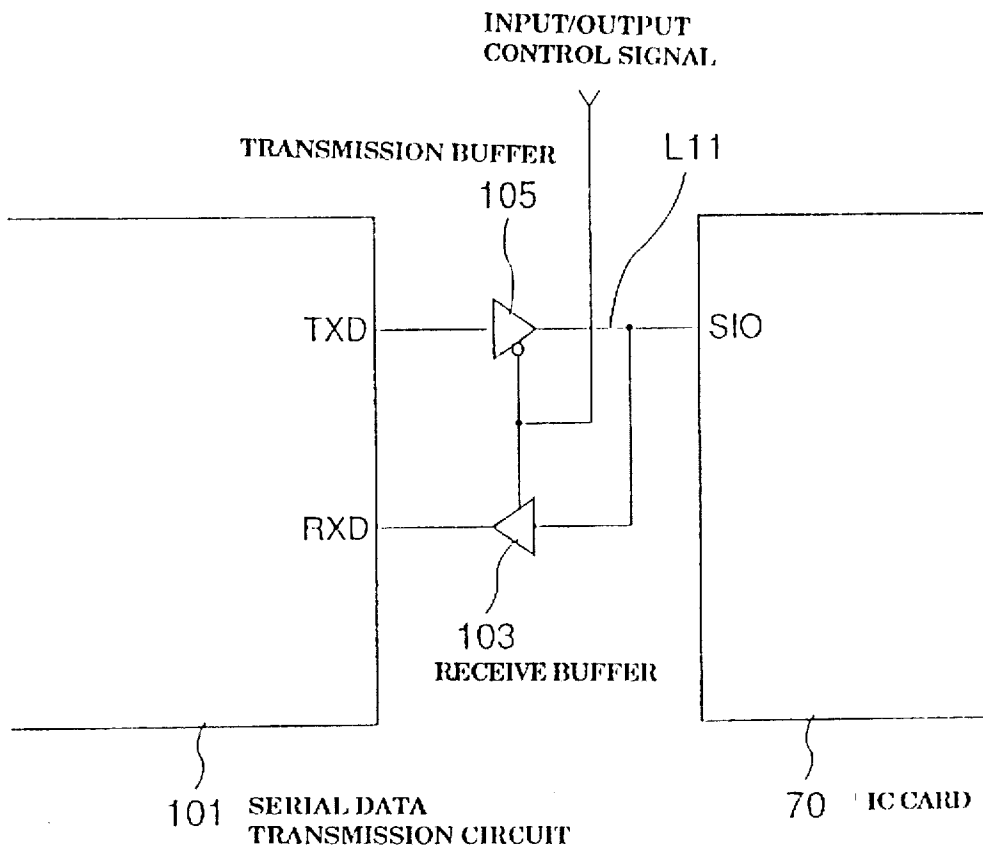 INPUT/OUTPUT
CONTROL SIGNAL
TRANSMISSION BUFFER
105
L11
TXD
SIO
RXD
103
RECEIVE BUFFER
101 SERIAL DATA
TRANSMISSION CIRCUIT
70 IC CARD